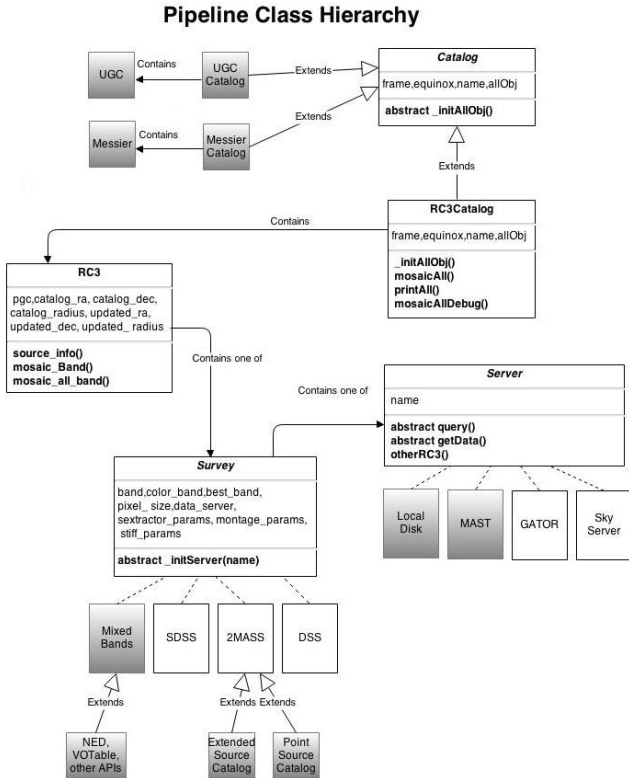 Pipeline Class Hierarchy
UGC
Contains
UGC
Catalog
Extends
Catalog
frame,equinox,name,allObj
abstract _initAllObj()
Messier
Contains
Messier
Catalog
Extends
Extends
Contains
RC3Catalog
frame,equinox,name,allObj
_initAllObj()
mosaicAll()
printAll()
mosaicAllDebug()
RC3
pgc,catalog_ra, catalog_dec,
catalog_radius, updated_ra,
updated_dec, updated_ radius
source_info()
mosaic_Band()
mosaic_all_band()
Contains one of
Contains one of
Server
name
abstract query()
abstract getData()
otherRC3()
Survey
band,color_band,best_band,
pixel_ size,data_server,
sextractor_params, montage_params,
stiff_params
abstract _initServer(name)
Local
Disk
MAST
GATOR
Sky
Server
Mixed
Bands
SDSS
2MASS
DSS
Extends
Extends
Extends
NED,
VOTable,
other APIs
Extended
Source
Catalog
Point
Source
Catalog